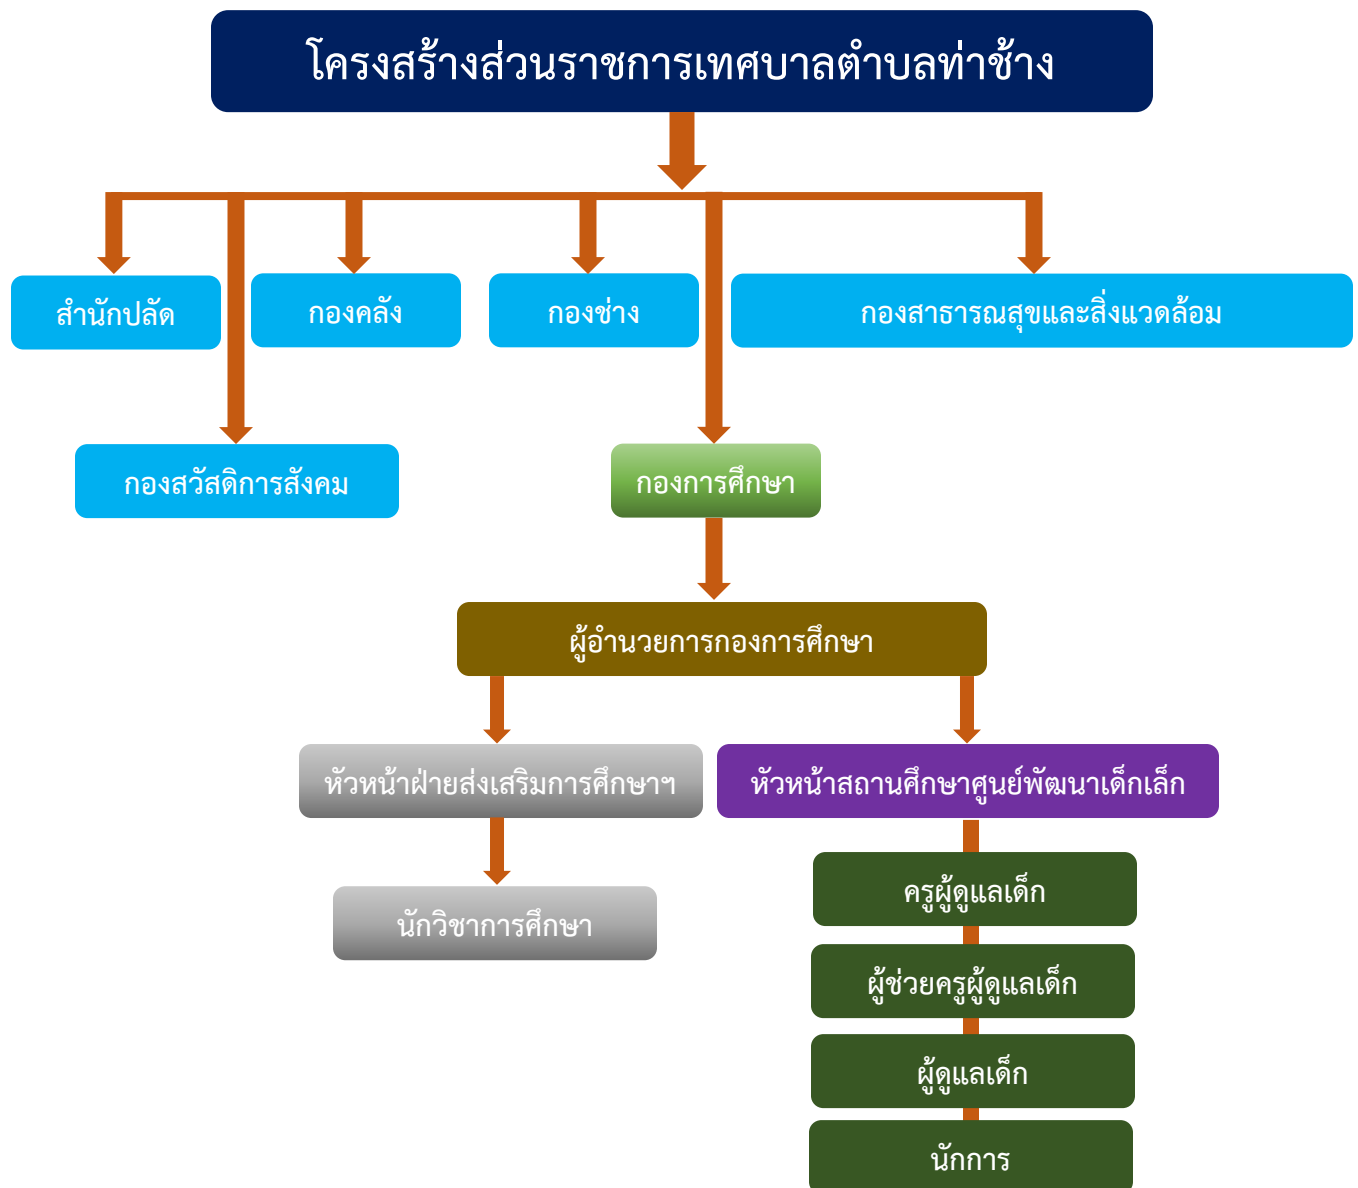 โครงสร้างส่วนราชการเทศบาลตำบลท่าช้าง
สำนักปลัด
กองคลัง
กองช่าง
กองสาธารณสุขและสิ่งแวดล้อม
กองสวัสดิการสังคม
กองการศึกษา
ผู้อำนวยการกองการศึกษา
หัวหน้าฝ่ายส่งเสริมการศึกษาฯ
หัวหน้าสถานศึกษาศูนย์พัฒนาเด็กเล็ก
ครูผู้ดูแลเด็ก
นักวิชาการศึกษา
ผู้ช่วยครูผู้ดูแลเด็ก
ผู้ดูแลเด็ก
นักการ